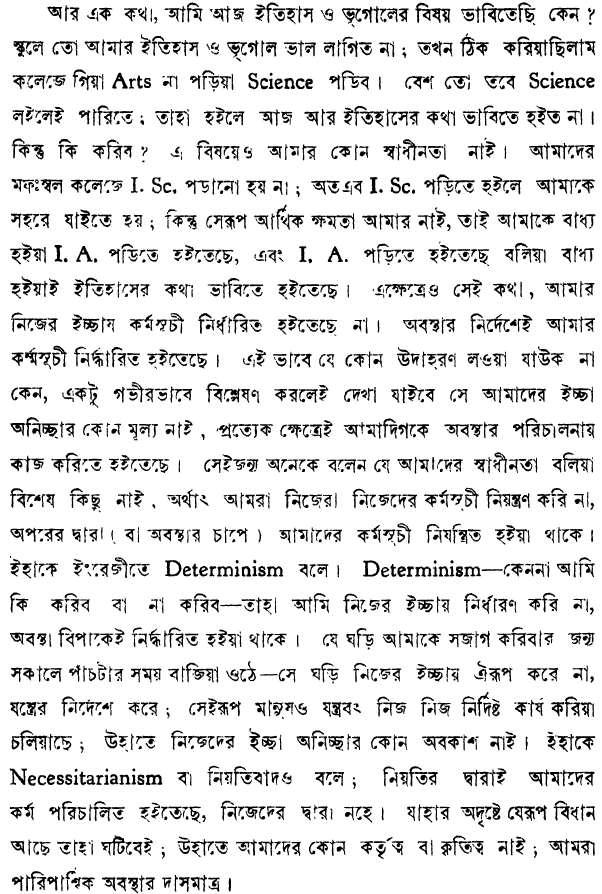 আর এক কথা, আমি আজ ইতিহাস ও ভূগোলের বিষয় ভাবিতেছি কেন ?
স্কুলে তো আমার ইতিহাস ও ভূগোল ভাল লাগিত না ; তখন ঠিক করিয়াছিলাম
কলেজে গিয়া Arts না পড়িয়া Science পডিব। বেশ তো তবে Science
লইলেই পারিতে ; তাহা হইলে আজ আর ইতিহাসের কথা ভাবিতে হইত না।
কিন্তু কি করিব ? এ বিষয়েও আমার কোন স্বাধীনতা নাই। আমাদের
মফঃস্বল কলেজে I. Sc. পডানো হয় না ; অতএব I. Sc. পড়িতে হইলে আমাকে
সহরে যাইতে হয় ; কিন্তু সেরূপ আর্থিক ক্ষমতা আমার নাই, তাই আমাকে বাধ্য
হইয়া I. A. পডিতে হইতেছে, এবং I. A. পড়িতে হইতেছে বলিয়া বাধ্য
হইয়াই ইতিহাসের কথা ভাবিতে হইতেছে। এক্ষেত্রেও সেই কথা, আমার
নিজের ইচ্ছায কর্মসূচী নির্ধারিত হইতেছে না। অবস্থার নির্দেশেই আমার
কর্ম্মসূচী নির্দ্ধারিত হইতেছে। এই ভাবে যে কোন উদাহরণ লওয়া যাউক না
কেন, একটু গভীরভাবে বিশ্লেষণ করলেই দেখা যাইবে সে আমাদের ইচ্ছা
অনিচ্ছার কোন মূল্য নাই, প্রত্যেক ক্ষেত্রেই আমাদিগকে অবস্থার পরিচালনায়
কাজ করিতে হইতেছে। সেইজন্য অনেকে বলেন যে আমাদের স্বাধীনতা বলিয়া
বিশেষ কিছু নাই, অর্থাৎ আমরা নিজেরা নিজেদের কর্মসূচী নিয়ন্ত্রণ করি না,
অপরের দ্বারা ( বা অবস্থার চাপে ) আমাদের কর্মসূচী নিযন্ত্রিত হইয়া থাকে।
ইহাকে ইংরেজীতে Determinism বলে। Determinism—কেননা আমি
কি করিব বা না করিব—তাহা আমি নিজের ইচ্ছায় নির্ধারণ করি না,
অবস্থা বিপাকেই নির্দ্ধারিত হইয়া থাকে। যে ঘড়ি আমাকে সজাগ করিবার জন্য
সকালে পাচটার সময় বাজিয়া ওঠে—সে ঘড়ি নিজের ইচ্ছায় ঐরূপ করে না,
যন্ত্রের নির্দেশে করে ; সেইরূপ মানুষও যন্ত্রবৎ নিজ নিজ নির্দিষ্ট কার্য করিয়া
চলিয়াছে ; উহাতে নিজেদের ইচ্ছা অনিচ্ছার কোন অবকাশ নাই। ইহাকে
Necessitarianism বা নিয়তিবাদও বলে ; নিয়তির দ্বারাই আমাদের
কর্ম পরিচালিত হইতেছে, নিজেদের দ্বারা নহে। যাহার অদৃষ্টে যেরূপ বিধান
আছে তাহা ঘটিবেই ; উহাতে আমাদের কোন কর্তৃত্ব বা কৃতিত্ব নাই ; আমরা
পারিপার্শ্বিক অবস্থার দাসমাত্র।